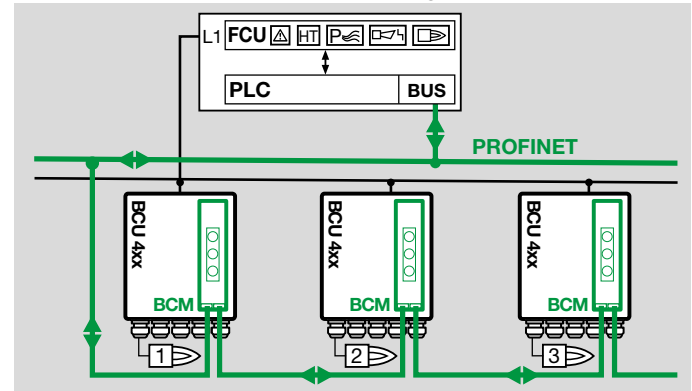 L1 FCU HT P
PLC BUS
PROFINET
BCU 4xx BCU 4xx BCU 4xx
BCM BCM BCM
1 2 3